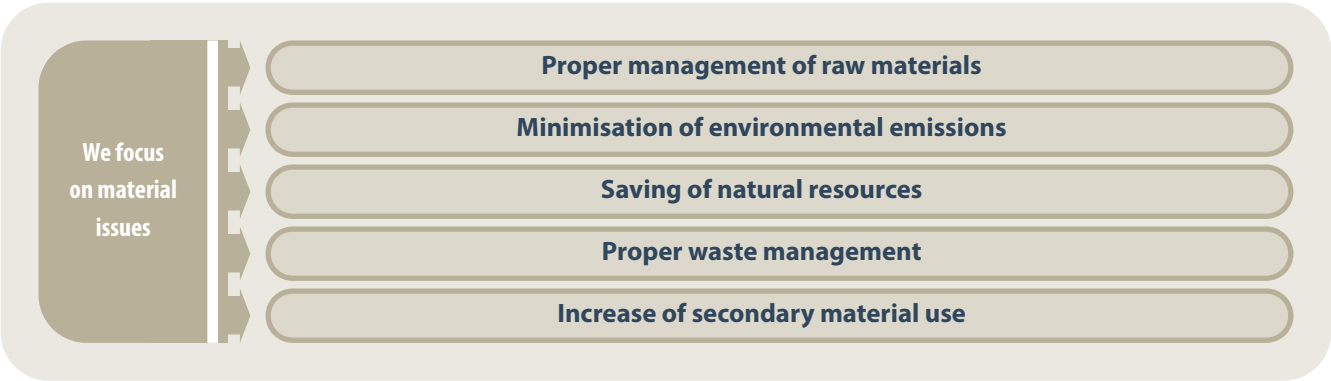 We focus
on material
issues
Proper management of raw materials
Minimisation of environmental emissions
Saving of natural resources
Proper waste management
Increase of secondary material use